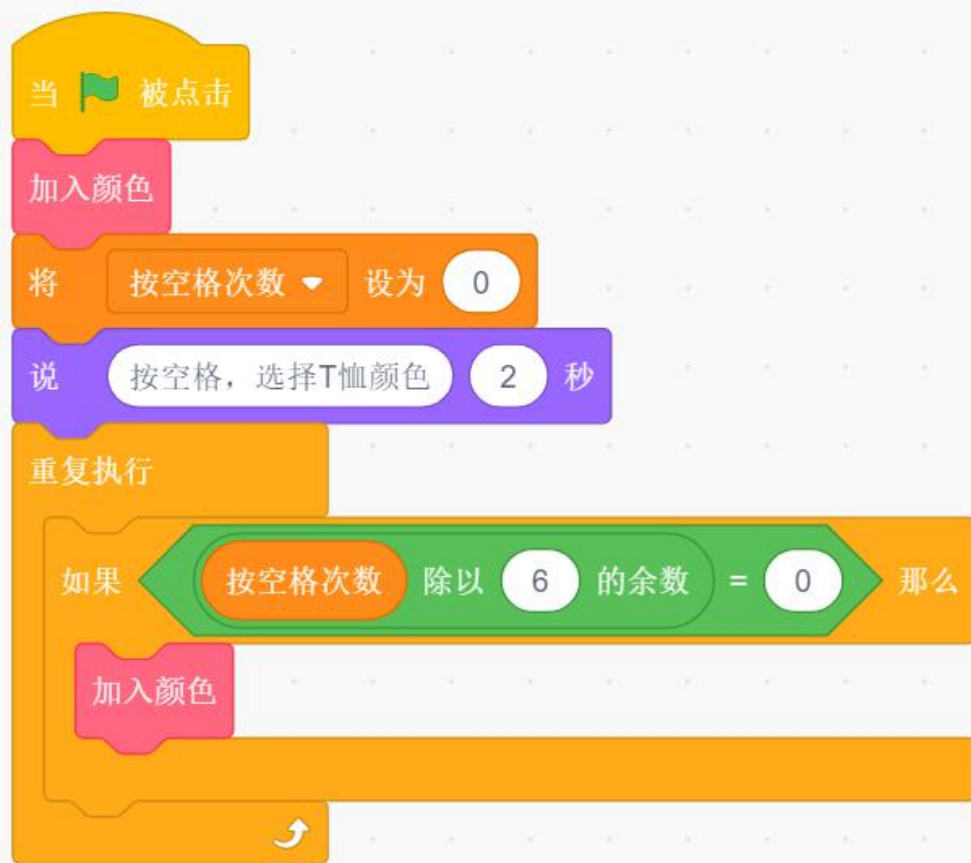 当 被点击
加入颜色
将 按空格次数 设为 0
说 按空格，选择T恤颜色 2 秒
重复执行
如果 按空格次数 除以 6 的余数 = 0 那么
加入颜色